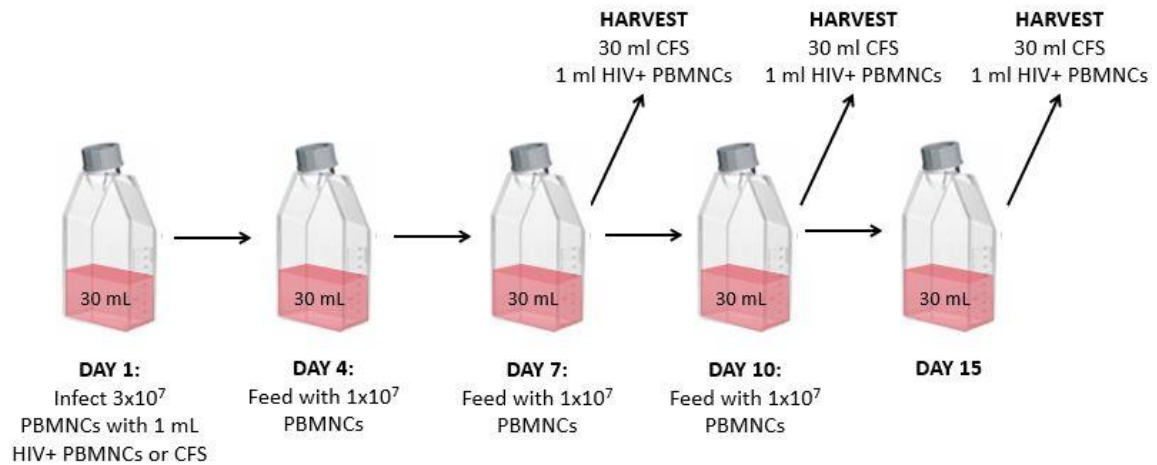 HARVEST
30 ml CFS
1 ml HIV+ PBMNCs
HARVEST
30 ml CFS
1 ml HIV+ PBMNCs
HARVEST
30 ml CFS
1 ml HIV+ PBMNCs
30 mL
30 mL
30 mL
30 mL
30 mL
DAY 1:
Infect 3x10⁷
PBMNCs with 1 mL
HIV+ PBMNCs or CFS
DAY 4:
Feed with 1x10⁷
PBMNCs
DAY 7:
Feed with 1x10⁷
PBMNCs
DAY 10:
Feed with 1x10⁷
PBMNCs
DAY 15